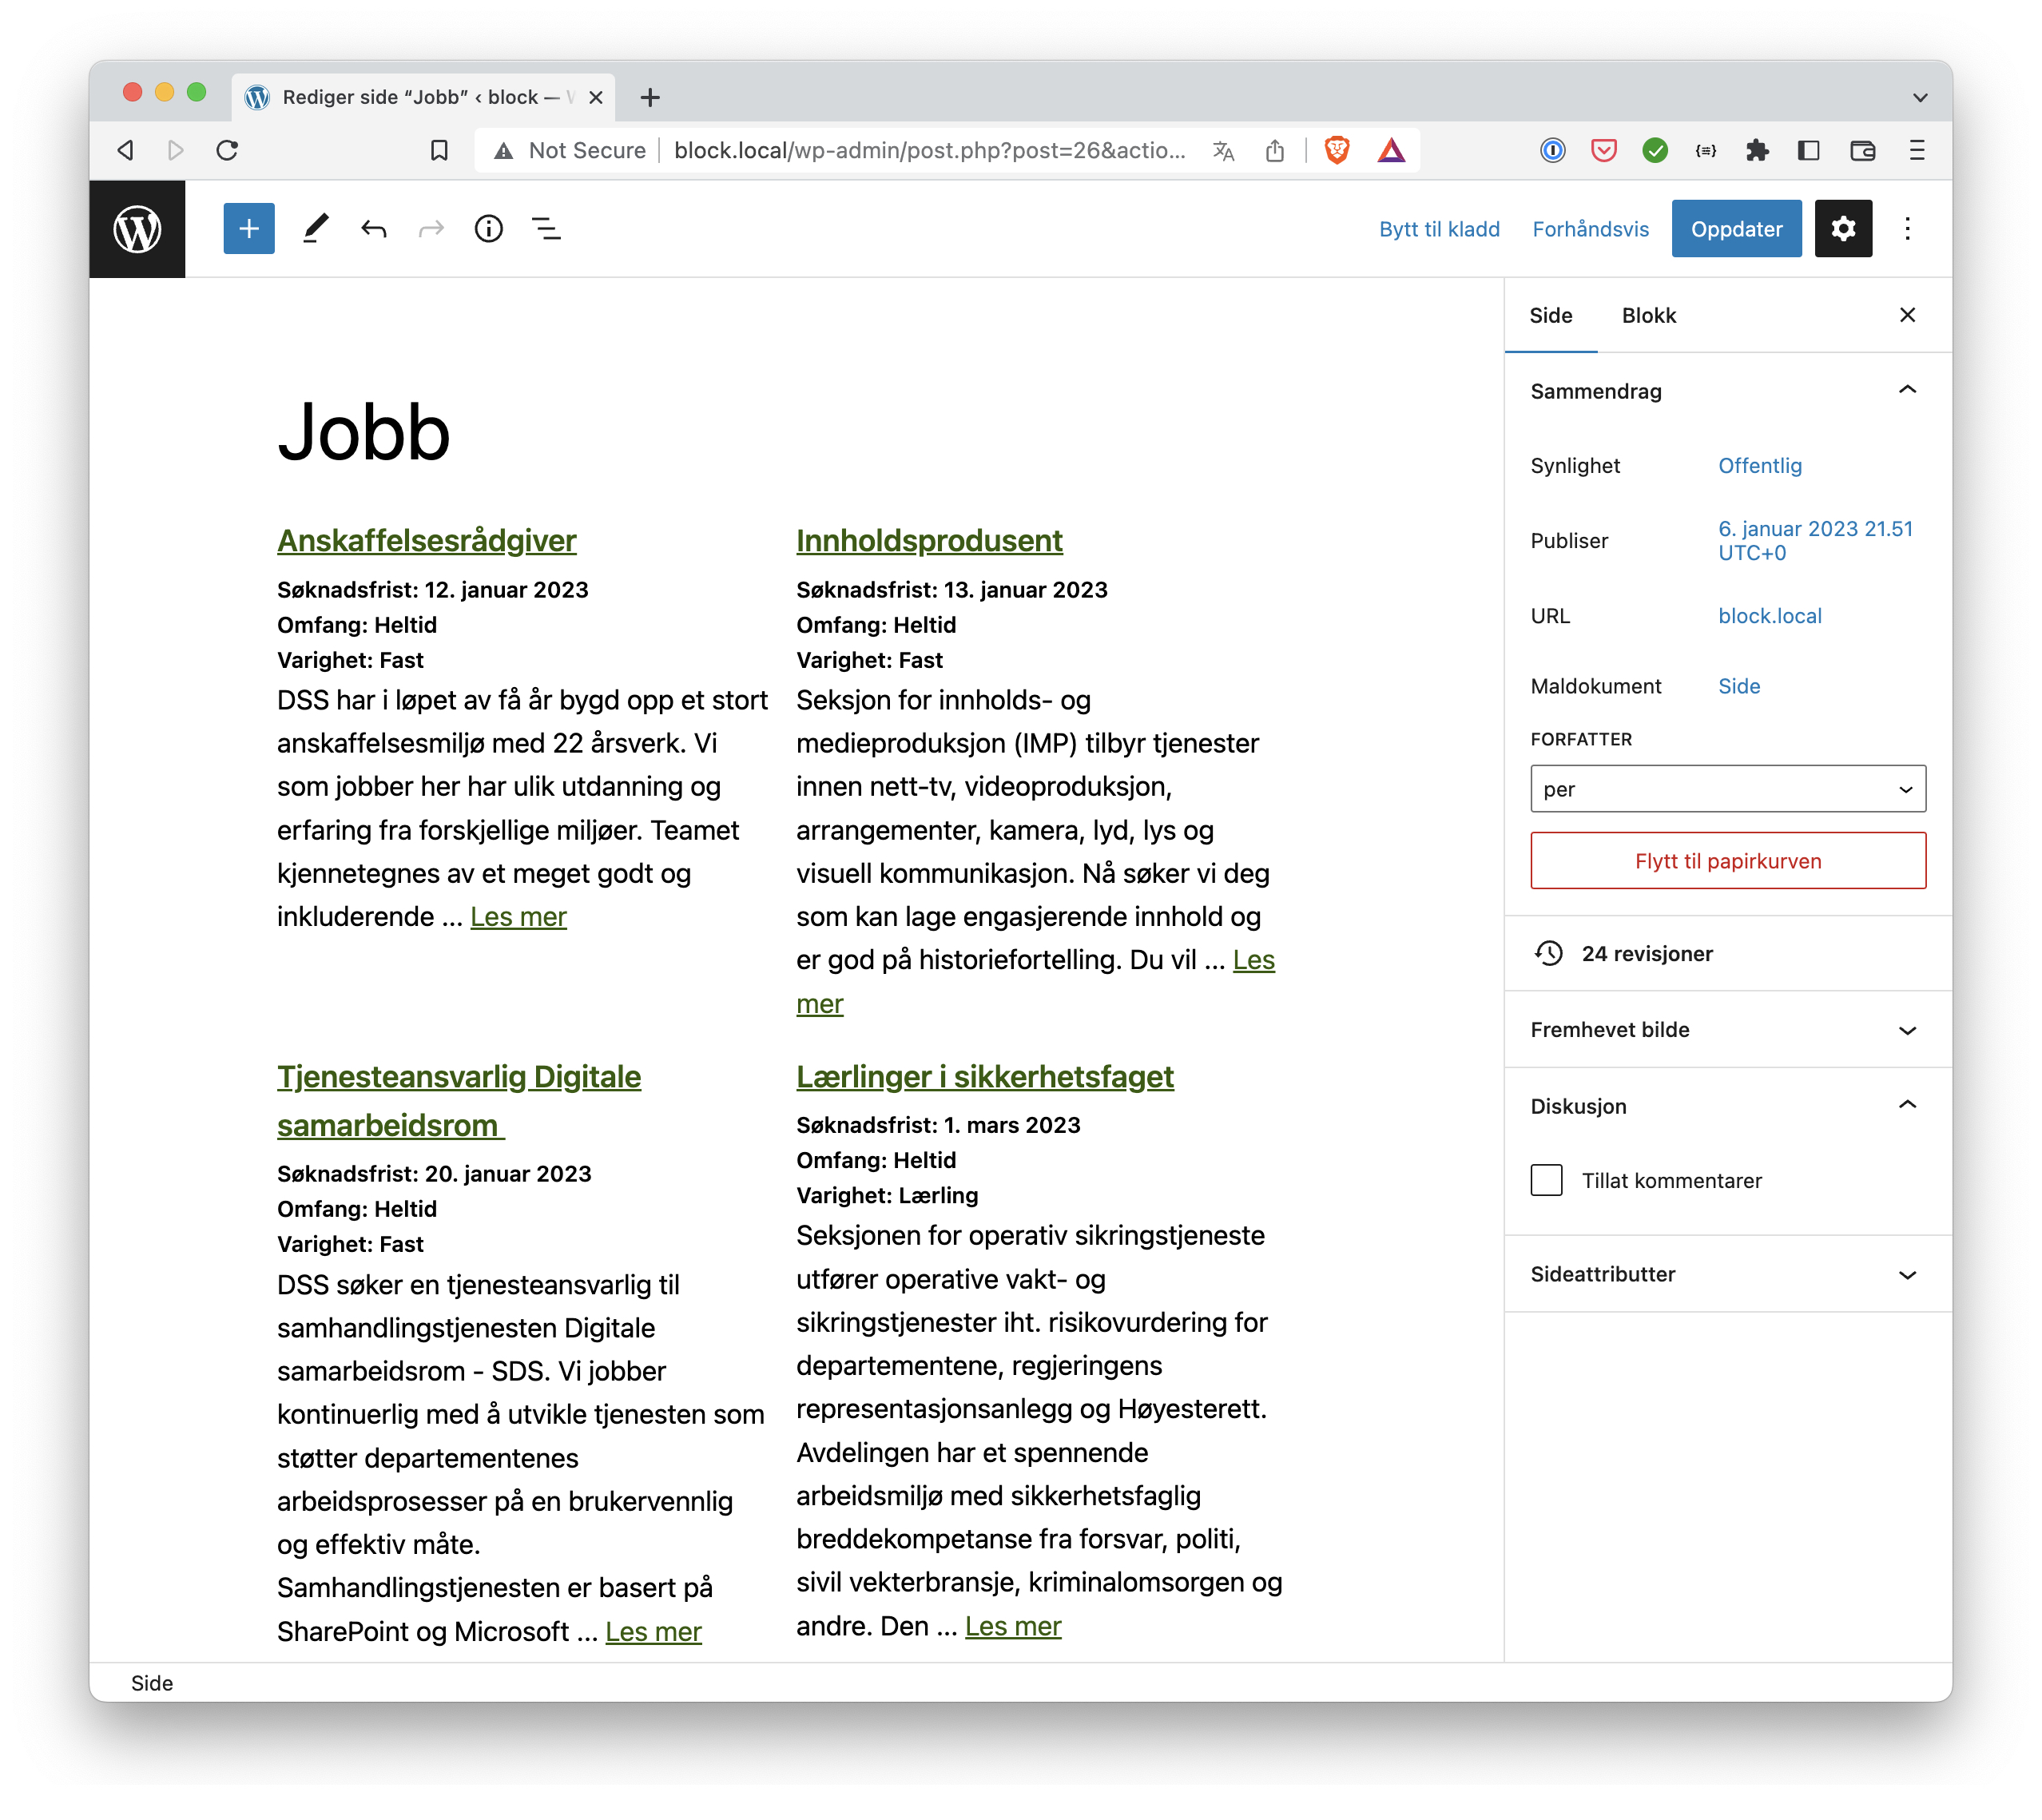 Rediger side “Jobb” ‹ block — W
Not Secure
block.local/wp-admin/post.php?post=26&actio...
Bytt til kladd
Forhåndsvis
Oppdater
Jobb
Anskaffelsesrådgiver
Søknadsfrist: 12. januar 2023
Omfang: Heltid
Varighet: Fast
DSS har i løpet av få år bygd opp et stort
anskaffelsesmiljø med 22 årsverk. Vi
som jobber her har ulik utdanning og
erfaring fra forskjellige miljøer. Teamet
kjennetegnes av et meget godt og
inkluderende ... Les mer
Innholdsprodusent
Søknadsfrist: 13. januar 2023
Omfang: Heltid
Varighet: Fast
Seksjon for innholds- og
medieproduksjon (IMP) tilbyr tjenester
innen nett-tv, videoproduksjon,
arrangementer, kamera, lyd, lys og
visuell kommunikasjon. Nå søker vi deg
som kan lage engasjerende innhold og
er god på historiefortelling. Du vil ... Les
mer
Tjenesteansvarlig Digitale
samarbeidsrom
Søknadsfrist: 20. januar 2023
Omfang: Heltid
Varighet: Fast
DSS søker en tjenesteansvarlig til
samhandlingstjenesten Digitale
samarbeidsrom - SDS. Vi jobber
kontinuerlig med å utvikle tjenesten som
støtter departementenes
arbeidsprosesser på en brukervennlig
og effektiv måte.
Samhandlingstjenesten er basert på
SharePoint og Microsoft ... Les mer
Lærlinger i sikkerhetsfaget
Søknadsfrist: 1. mars 2023
Omfang: Heltid
Varighet: Lærling
Seksjonen for operativ sikringstjeneste
utfører operative vakt- og
sikringstjenester iht. risikovurdering for
departementene, regjeringens
representasjonsanlegg og Høyesterett.
Avdelingen har et spennende
arbeidsmiljø med sikkerhetsfaglig
breddekompetanse fra forsvar, politi,
sivil vekterbransje, kriminalomsorgen og
andre. Den ... Les mer
Side
Blokk
Sammendrag
Synlighet
Offentlig
Publiser
6. januar 2023 21.51
UTC+0
URL
block.local
Maldokument
Side
FORFATTER
per
Flytt til papirkurven
24 revisjoner
Fremhevet bilde
Diskusjon
Tillat kommentarer
Sideattributter
Side